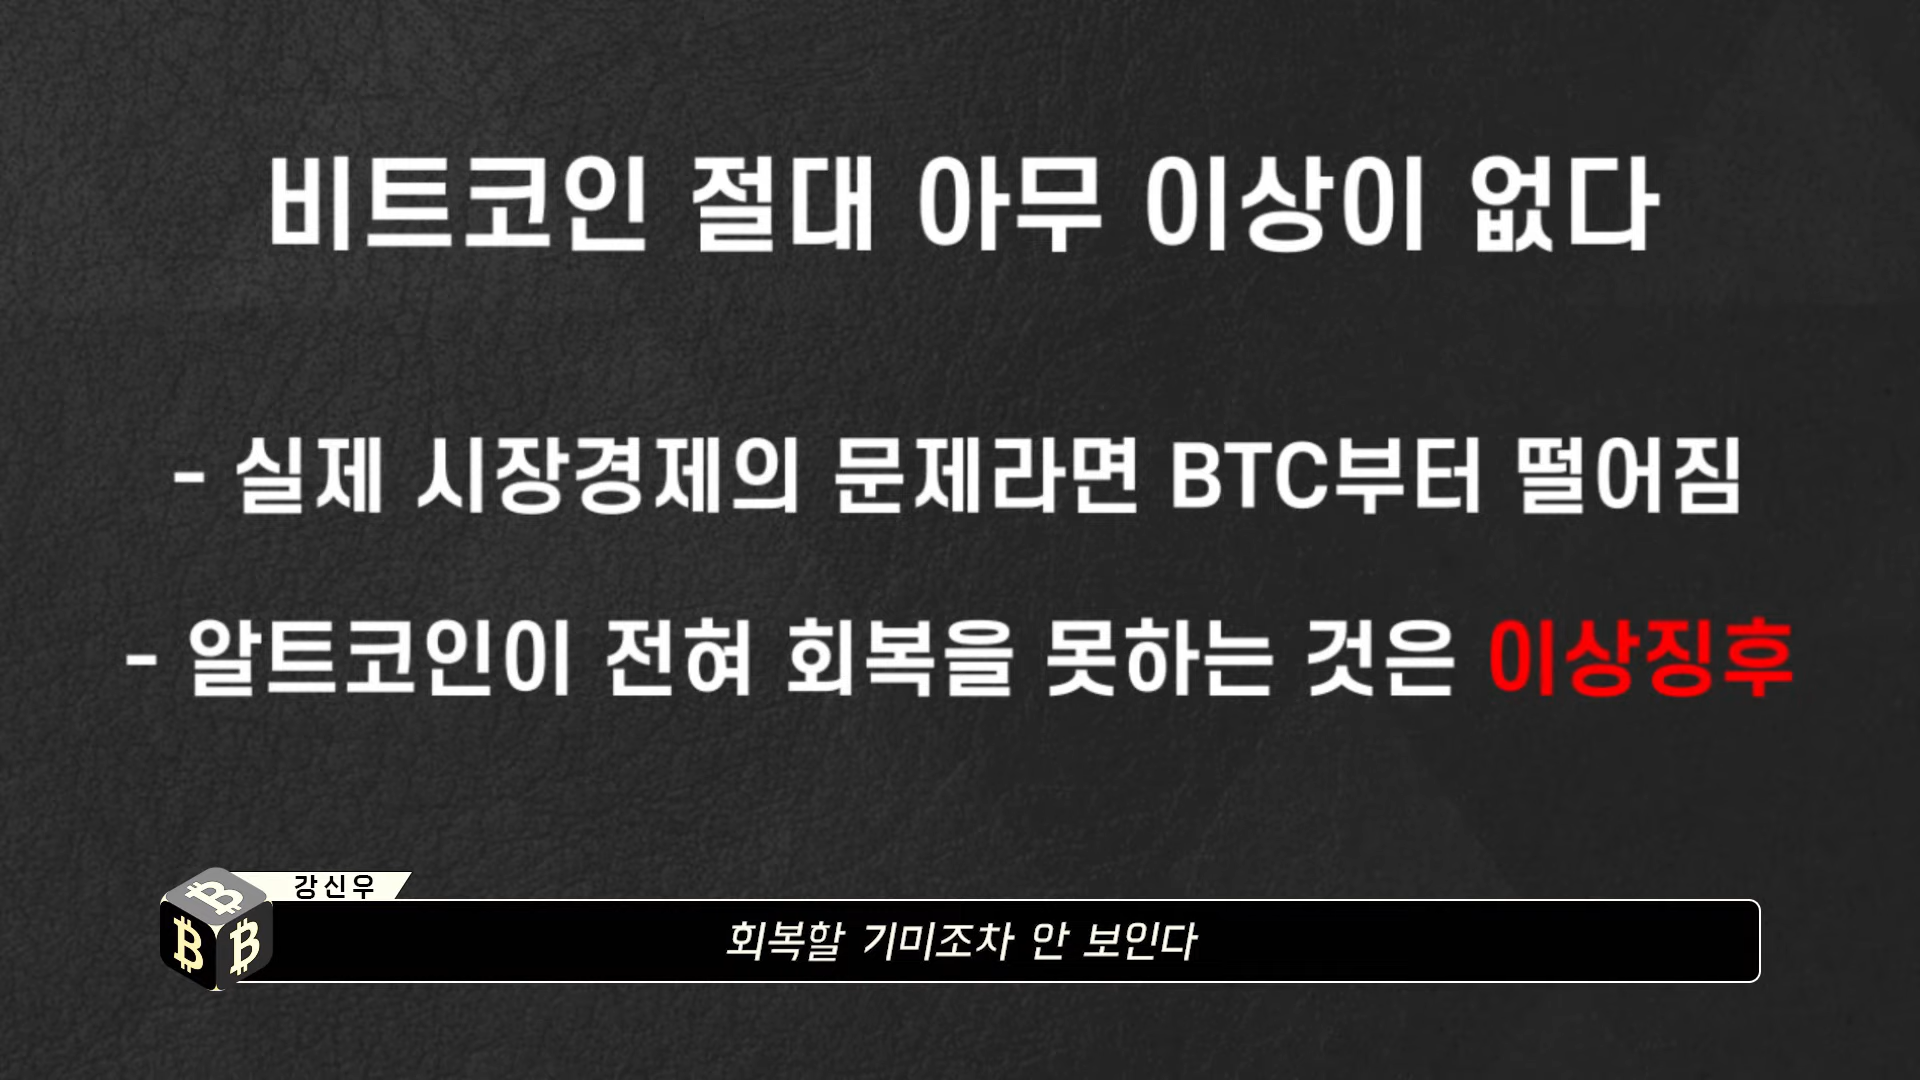 비트코인 절대 아무 이상이 없다
- 실제 시장경제의 문제라면 BTC부터 떨어짐
- 알트코인이 전혀 회복을 못하는 것은 이상징후
강신우
회복할 기미조차 안 보인다